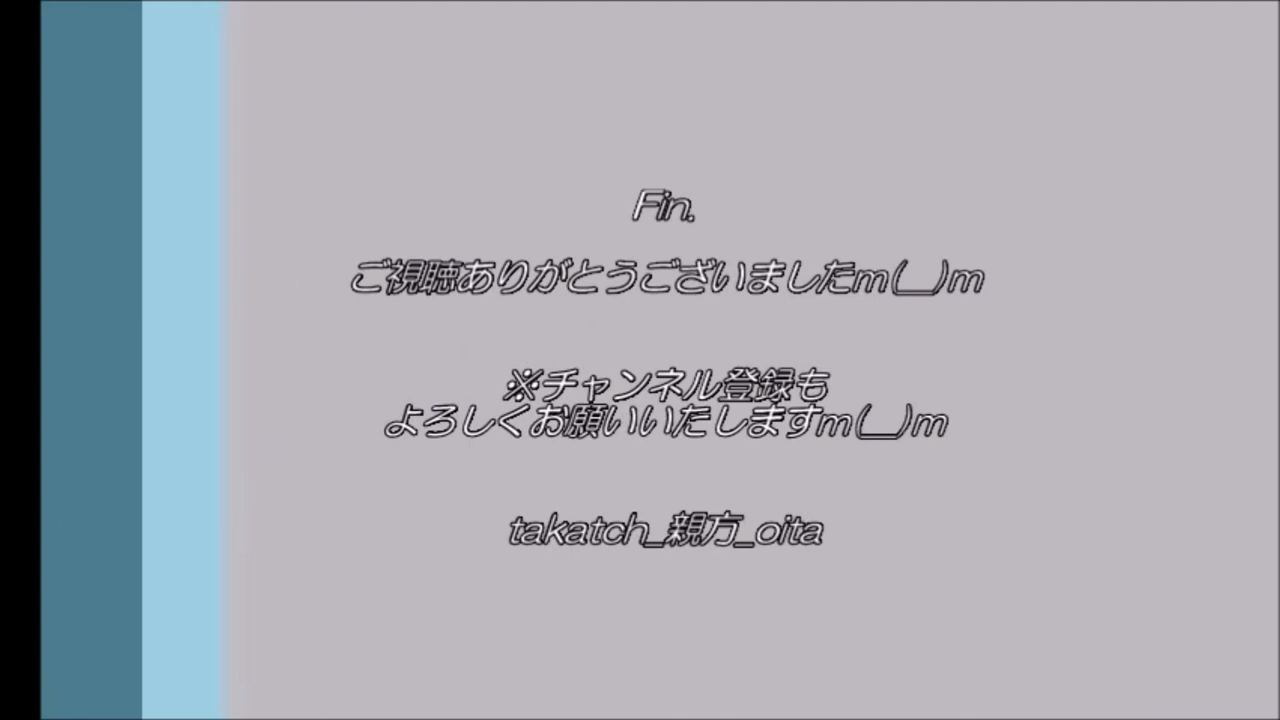 Fin.
ご視聴ありがとうございましたm(__)m
※チャンネル登録も
よろしくお願いいたしますm(__)m
takatch_親方_oita